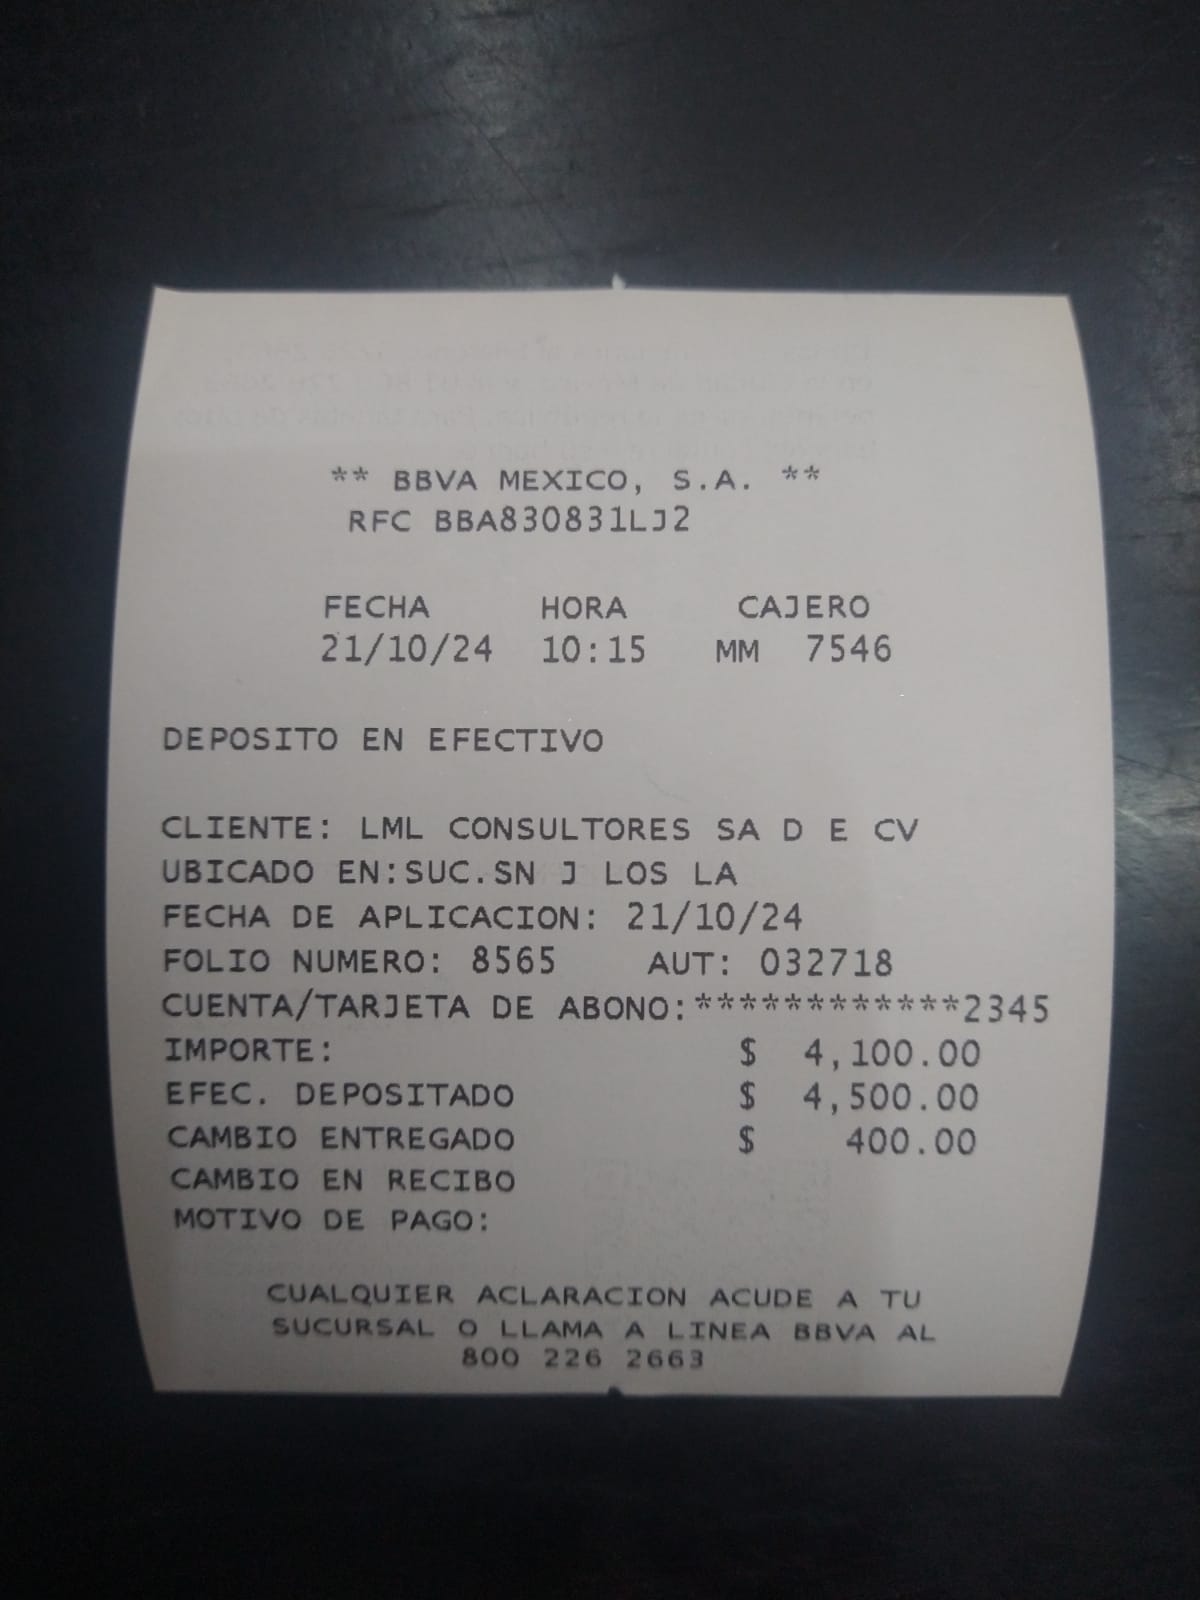 ** BBVA MEXICO, S.A. **
RFC BBA830831LJ2
FECHA HORA CAJERO
21/10/24 10:15 MM 7546
DEPOSITO EN EFECTIVO
CLIENTE: LML CONSULTORES SA D E CV
UBICADO EN:SUC.SN J LOS LA
FECHA DE APLICACION: 21/10/24
FOLIO NUMERO: 8565 AUT: 032718
CUENTA/TARJETA DE ABONO:************2345
IMPORTE: $ 4,100.00
EFEC. DEPOSITADO $ 4,500.00
CAMBIO ENTREGADO $ 400.00
CAMBIO EN RECIBO
MOTIVO DE PAGO:
CUALQUIER ACLARACION ACUDE A TU
SUCURSAL O LLAMA A LINEA BBVA AL
800 226 2663